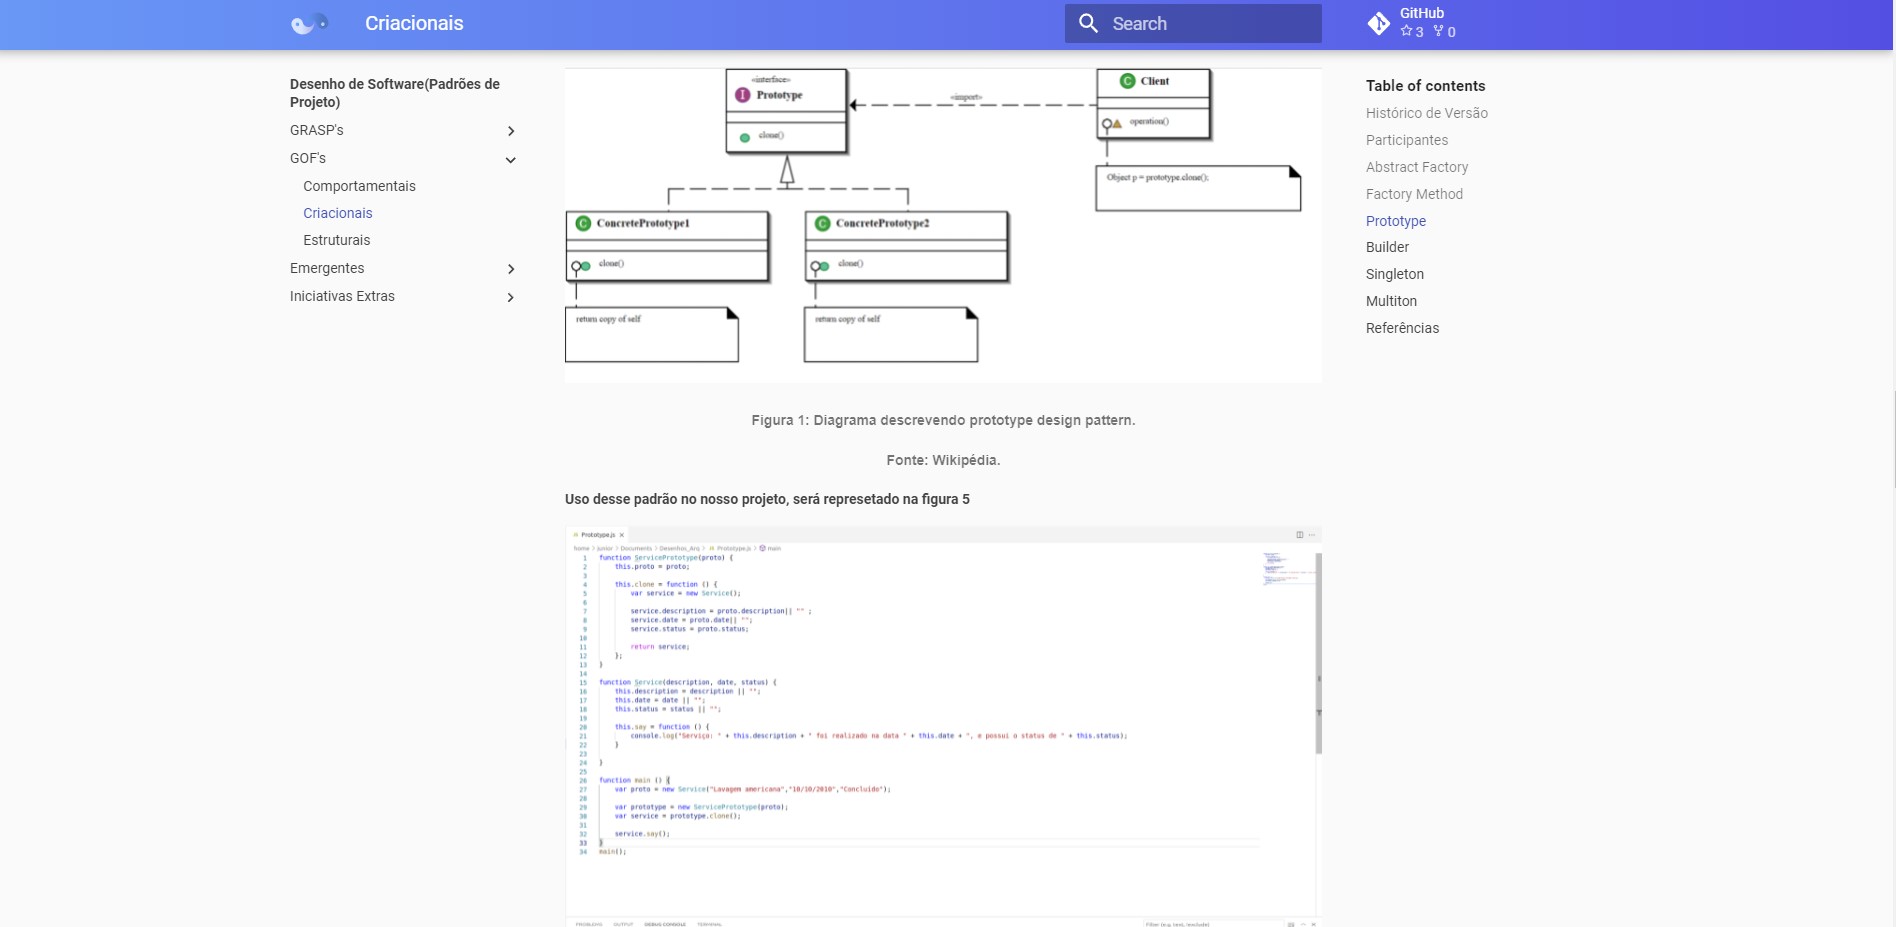 Criacionais
Search
GitHub
3 0
Desenho de Software(Padrões de
Projeto)
GRASP's
GOF's
Comportamentais
Criacionais
Estruturais
Emergentes
Iniciativas Extras
«interface»
I Prototype
clone()
«import»
C Client
operation()
Object p = prototype.clone();
C ConcretePrototype1
clone()
return copy of self
C ConcretePrototype2
clone()
return copy of self
Figura 1: Diagrama descrevendo prototype design pattern.
Fonte: Wikipédia.
Uso desse padrão no nosso projeto, será represetado na figura 5
Prototype.js ×
home > junior > Documents > Desenhos_Arq > Prototype.js > main
1 function ServicePrototype(proto) {
2 this.proto = proto;
3
4 this.clone = function () {
5 var service = new Service();
6
7 service.description = proto.description|| "" ;
8 service.date = proto.date|| "";
9 service.status = proto.status;
10
11 return service;
12 };
13 }
14
15 function Service(description, date, status) {
16 this.description = description || "";
17 this.date = date || "";
18 this.status = status || "";
19
20 this.say = function () {
21 console.log("Serviço: " + this.description + " foi realizado na data " + this.date + ", e possui o status de " + this.status);
22 }
23
24 }
25
26 function main () {
27 var proto = new Service("Lavagem americana","10/10/2010","Concluido");
28
29 var prototype = new ServicePrototype(proto);
30 var service = prototype.clone();
31
32 service.say();
33 }
34 main();
PROBLEMS OUTPUT DEBUG CONSOLE TERMINAL
Filter (e.g. text, !exclude)
Table of contents
Histórico de Versão
Participantes
Abstract Factory
Factory Method
Prototype
Builder
Singleton
Multiton
Referências